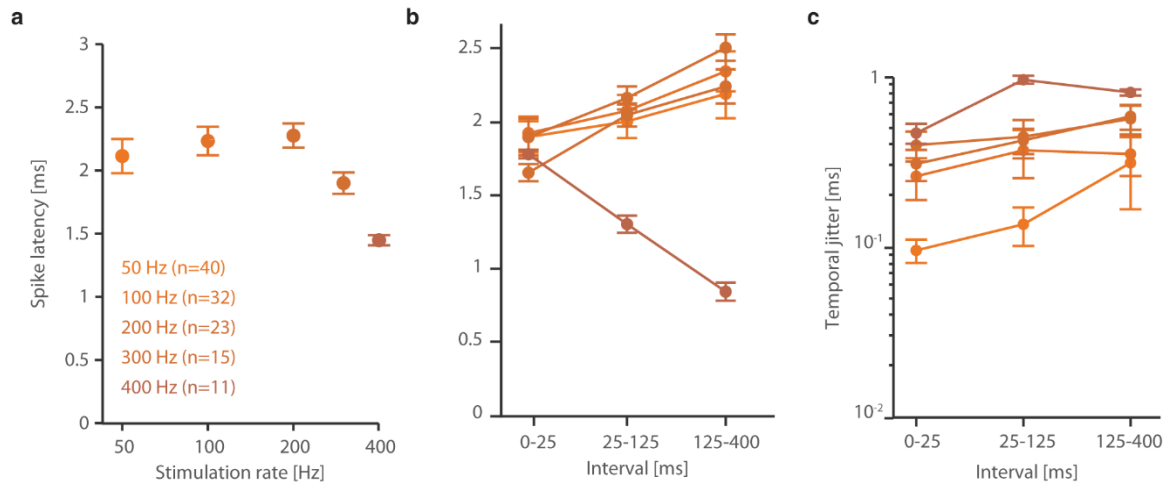 a
3
2.5
2
1.5
1
0.5
0
Spike latency [ms]
50 Hz (n=40)
100 Hz (n=32)
200 Hz (n=23)
300 Hz (n=15)
400 Hz (n=11)
50 100 200 400
Stimulation rate [Hz]
b
2.5
2
1.5
1
0.5
0
0-25 25-125 125-400
Interval [ms]
c
1
10-1
10-2
Temporal jitter [ms]
0-25 25-125 125-400
Interval [ms]